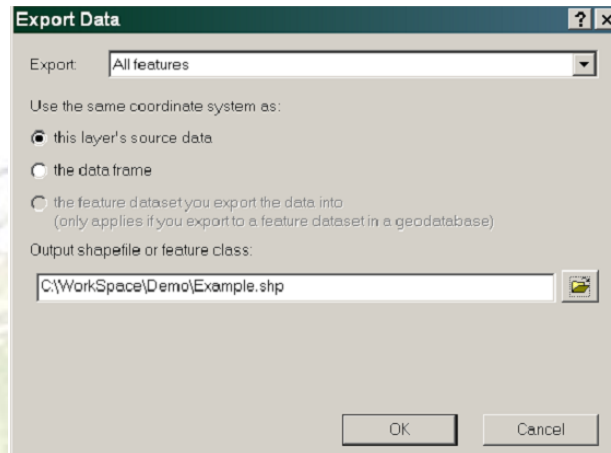 Export Data
Export: All features
Use the same coordinate system as:
this layer's source data
the data frame
the feature dataset you export the data into
(only applies if you export to a feature dataset in a geodatabase)
Output shapefile or feature class:
C:\WorkSpace\Demo\Example.shp
OK Cancel